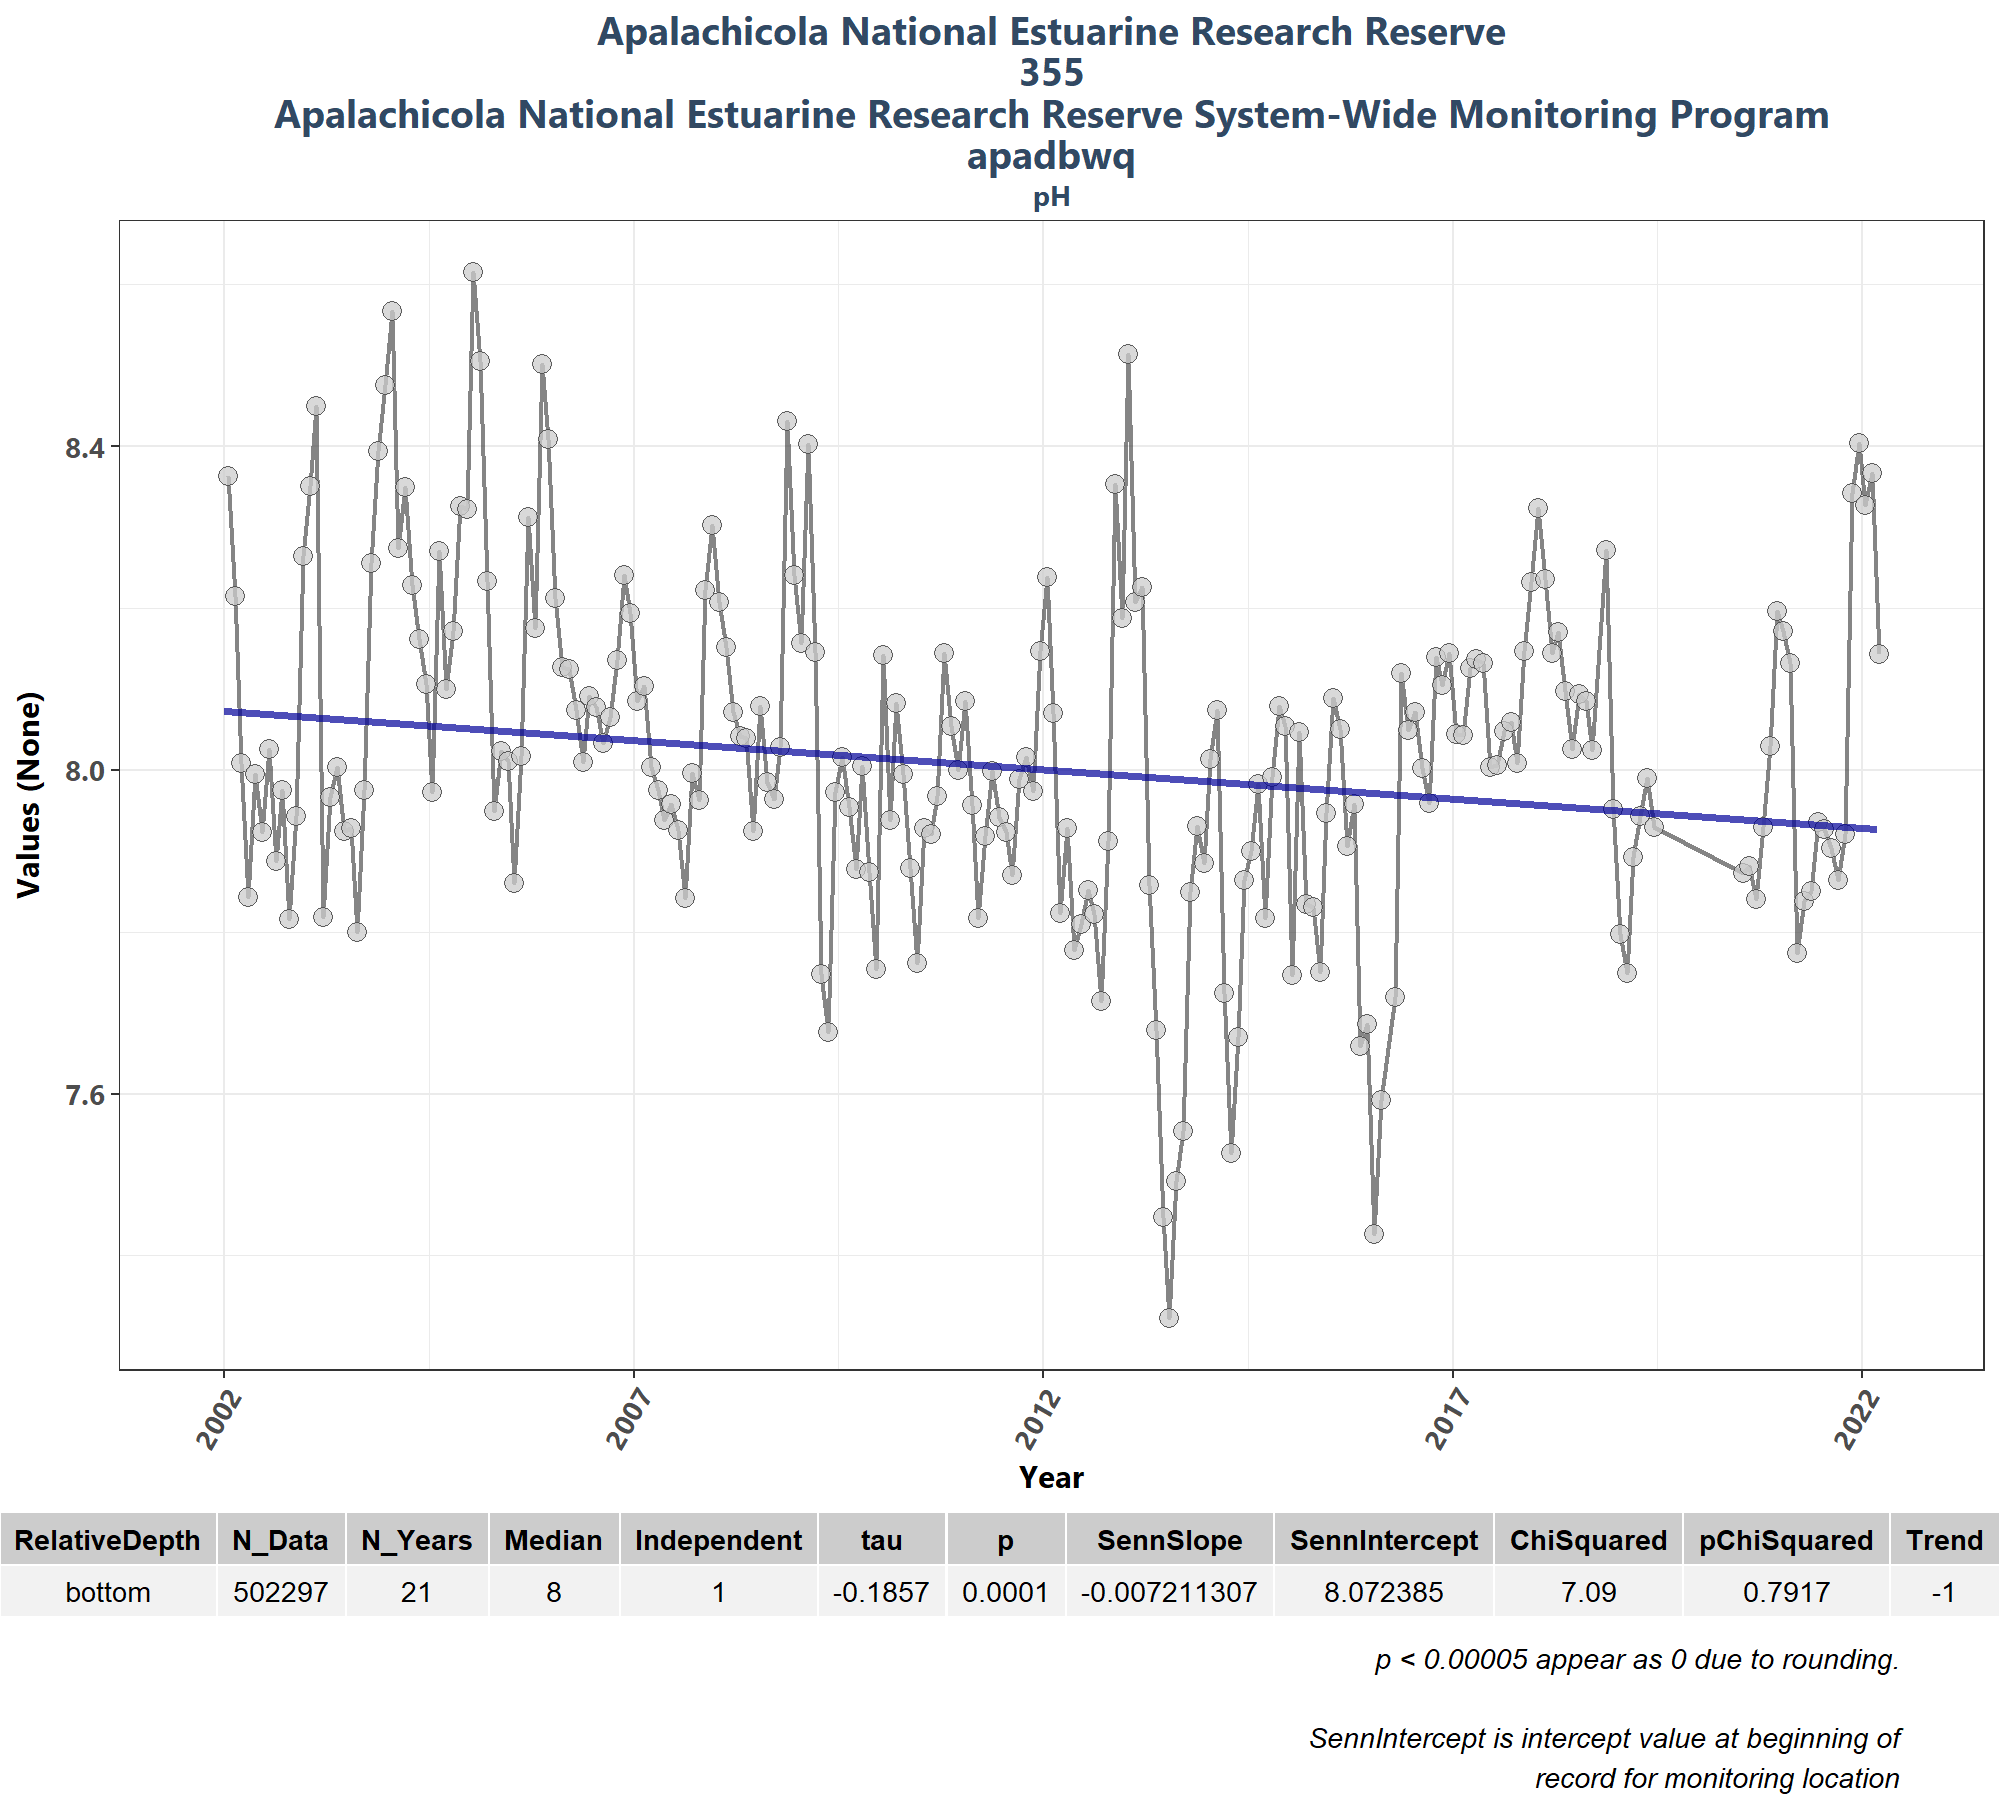 Apalachicola National Estuarine Research Reserve
355
Apalachicola National Estuarine Research Reserve System-Wide Monitoring Program
apadbwq
pH
Values (None)
8.4
8.0
7.6
2002 2007 2012 2017 2022
Year
RelativeDepth N_Data N_Years Median Independent tau p SennSlope SennIntercept ChiSquared pChiSquared Trend
bottom 502297 21 8 1 -0.1857 0.0001 -0.007211307 8.072385 7.09 0.7917 -1
p < 0.00005 appear as 0 due to rounding.
SennIntercept is intercept value at beginning of
record for monitoring location